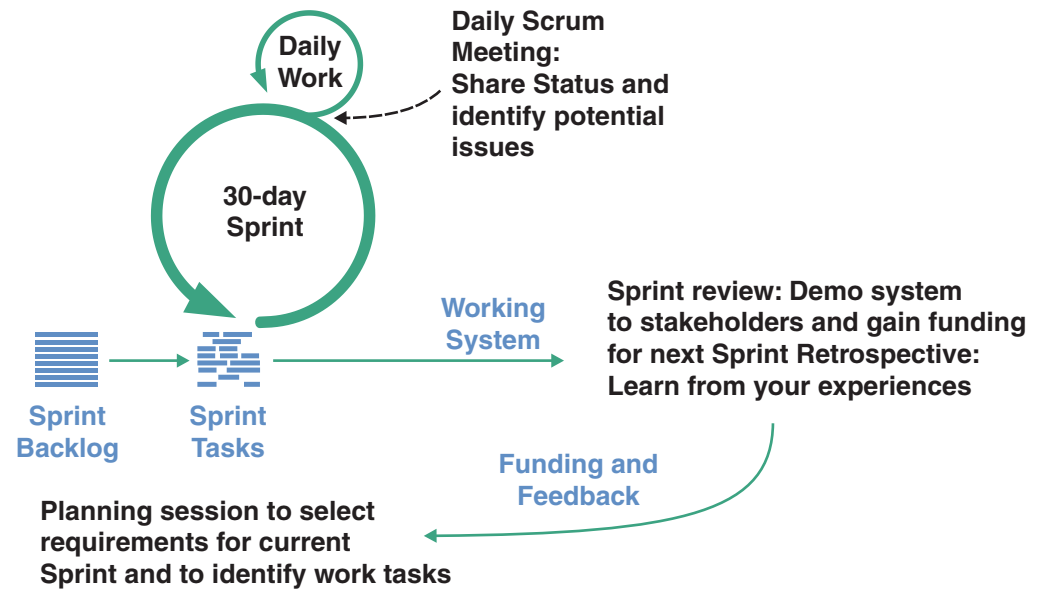 Daily
Work
Daily Scrum
Meeting:
Share Status and
identify potential
issues
30-day
Sprint
Working
System
Sprint review: Demo system
to stakeholders and gain funding
for next Sprint Retrospective:
Learn from your experiences
Sprint
Backlog
Sprint
Tasks
Funding and
Feedback
Planning session to select
requirements for current
Sprint and to identify work tasks